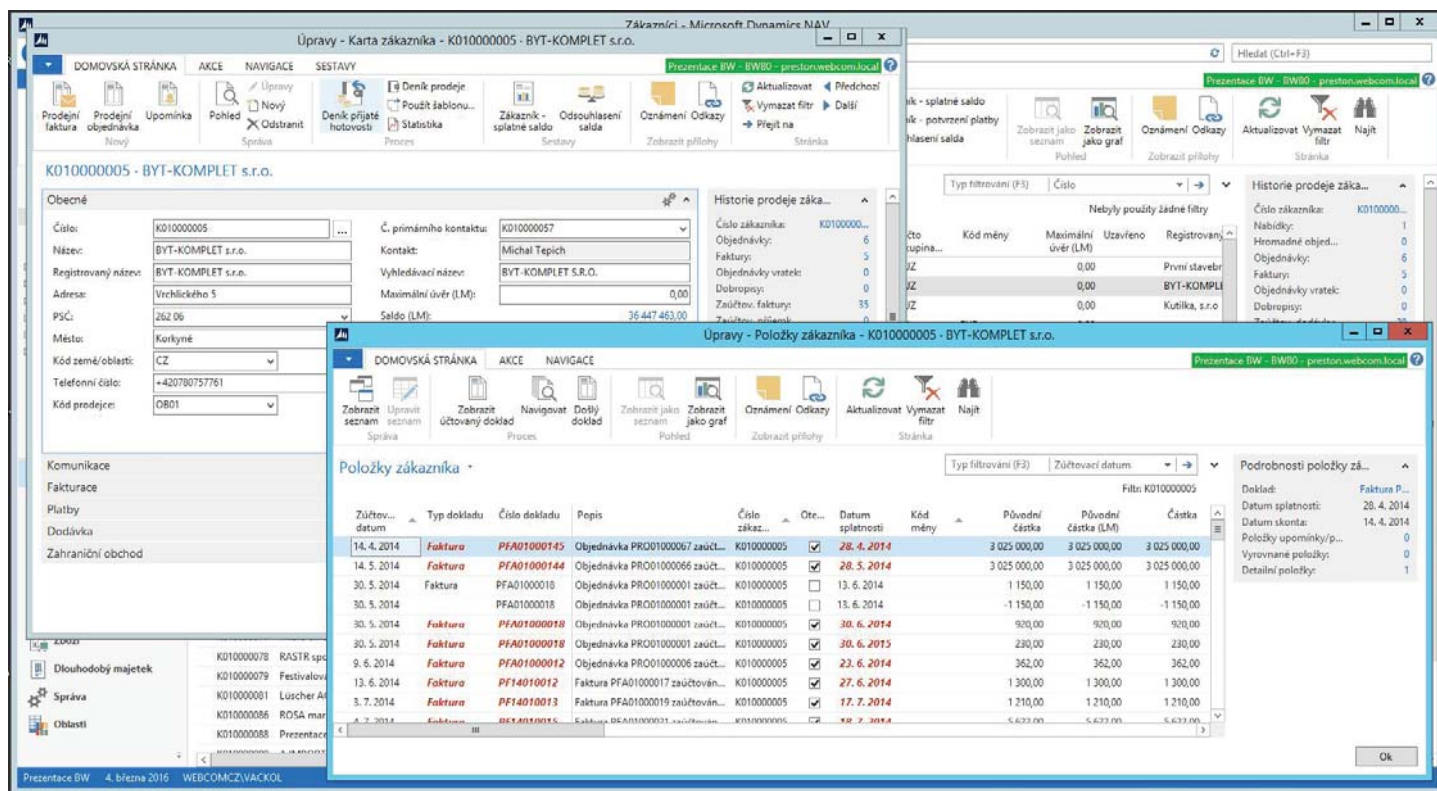 Zákazníci - Microsoft Dynamics NAV
Úpravy - Karta zákazníka - K010000005 · BYT-KOMPLET s.r.o.
DOMOVSKÁ STRÁNKA AKCE NAVIGACE SESTAVY
Prezentace BW - BW80 - preston.webcom.local
Prodejní faktura
Prodejní objednávka
Upomínka
Nový
Pohled
Úpravy
Nový
Odstranit
Správa
Deník přijaté hotovosti
Deník prodeje
Použít šablonu...
Statistika
Proces
Zákazník - splatné saldo
Odsouhlasení salda
Sestavy
Oznámení Odkazy
Zobrazit přílohy
Aktualizovat
Vymazat filtr
Přejít na
Předchozí
Další
Stránka
K010000005 · BYT-KOMPLET s.r.o.
Obecné
Číslo: K010000005
Název: BYT-KOMPLET s.r.o.
Registrovaný název: BYT-KOMPLET s.r.o.
Adresa: Vrchlického 5
PSČ: 262 06
Město: Korkyně
Kód země/oblasti: CZ
Telefonní číslo: +420780757761
Kód prodejce: OB01
Č. primárního kontaktu: K010000057
Kontakt: Michal Tepich
Vyhledávací název: BYT-KOMPLET S.R.O.
Maximální úvěr (LM): 0,00
Saldo (LM): 36 447 463,00
Komunikace
Fakturace
Platby
Dodávka
Zahraniční obchod
Historie prodeje záka...
Číslo zákazníka: K0100000...
Objednávky: 6
Faktury: 5
Objednávky vratek: 0
Dobropisy: 0
Zaúčtov. faktury: 35
Hledat (Ctrl+F3)
Prezentace BW - BW80 - preston.webcom.local
ík - splatné saldo
ík - potvrzení platby
hlasení salda
Zobrazit jako seznam
Zobrazit jako graf
Pohled
Oznámení Odkazy
Zobrazit přílohy
Aktualizovat
Vymazat filtr
Najít
Stránka
Typ filtrování (F3) Číslo
Nebyly použity žádné filtry
Kód měny Maximální úvěr (LM) Uzavřeno Registrovaný
UZ 0,00 První stavebr
UZ 0,00 BYT-KOMPLI
UZ 0,00 Kutilka, s.r.o
Historie prodeje záka...
Číslo zákazníka: K0100000...
Nabídky: 1
Hromadné objed...: 0
Objednávky: 6
Faktury: 5
Objednávky vratek: 0
Dobropisy: 0
Úpravy - Položky zákazníka - K010000005 · BYT-KOMPLET s.r.o.
DOMOVSKÁ STRÁNKA AKCE NAVIGACE
Prezentace BW - BW80 - preston.webcom.local
Zobrazit seznam
Upravit seznam
Správa
Zobrazit účtovaný doklad
Navigovat
Došlý doklad
Proces
Zobrazit jako seznam
Zobrazit jako graf
Pohled
Oznámení Odkazy
Zobrazit přílohy
Aktualizovat
Vymazat filtr
Najít
Stránka
Položky zákazníka
Typ filtrování (F3) Zúčtovací datum
Filtr: K010000005
Zúčtov... datum Typ dokladu Číslo dokladu Popis Číslo zákaz... Ote... Datum splatnosti Kód měny Původní částka Původní částka (LM) Částka
14. 4. 2014 Faktura PFA01000145 Objednávka PRO01000067 zaúčt... K010000005 28. 4. 2014 3 025 000,00 3 025 000,00 3 025 000,00
14. 5. 2014 Faktura PFA01000144 Objednávka PRO01000066 zaúčt... K010000005 28. 5. 2014 3 025 000,00 3 025 000,00 3 025 000,00
30. 5. 2014 Faktura PFA01000018 Objednávka PRO01000001 zaúčt... K010000005 13. 6. 2014 1 150,00 1 150,00 1 150,00
30. 5. 2014 PFA01000018 Objednávka PRO01000001 zaúčt... K010000005 13. 6. 2014 -1 150,00 -1 150,00 -1 150,00
30. 5. 2014 Faktura PFA01000018 Objednávka PRO01000001 zaúčt... K010000005 30. 6. 2014 920,00 920,00 920,00
30. 5. 2014 Faktura PFA01000018 Objednávka PRO01000001 zaúčt... K010000005 30. 6. 2015 230,00 230,00 230,00
9. 6. 2014 Faktura PFA01000012 Objednávka PRO01000006 zaúčt... K010000005 23. 6. 2014 362,00 362,00 362,00
13. 6. 2014 Faktura PF14010012 Faktura PFA01000017 zaúčtován... K010000005 27. 6. 2014 1 300,00 1 300,00 1 300,00
3. 7. 2014 Faktura PF14010013 Faktura PFA01000019 zaúčtován... K010000005 17. 7. 2014 1 210,00 1 210,00 1 210,00
Podrobnosti položky zá...
Doklad: Faktura P...
Datum splatnosti: 28. 4. 2014
Datum skonta: 14. 4. 2014
Položky upomínky/p...: 0
Vyrovnané položky: 0
Detailní položky: 1
Ok
Zboží
Dlouhodobý majetek
Správa
Oblasti
K010000078 RASTR spo
K010000079 Festivalov
K010000081 Lüscher AC
K010000086 ROSA mar
K010000088 Prezentace
Prezentace BW 4. března 2016 WEBCOMCZ\VACKOL